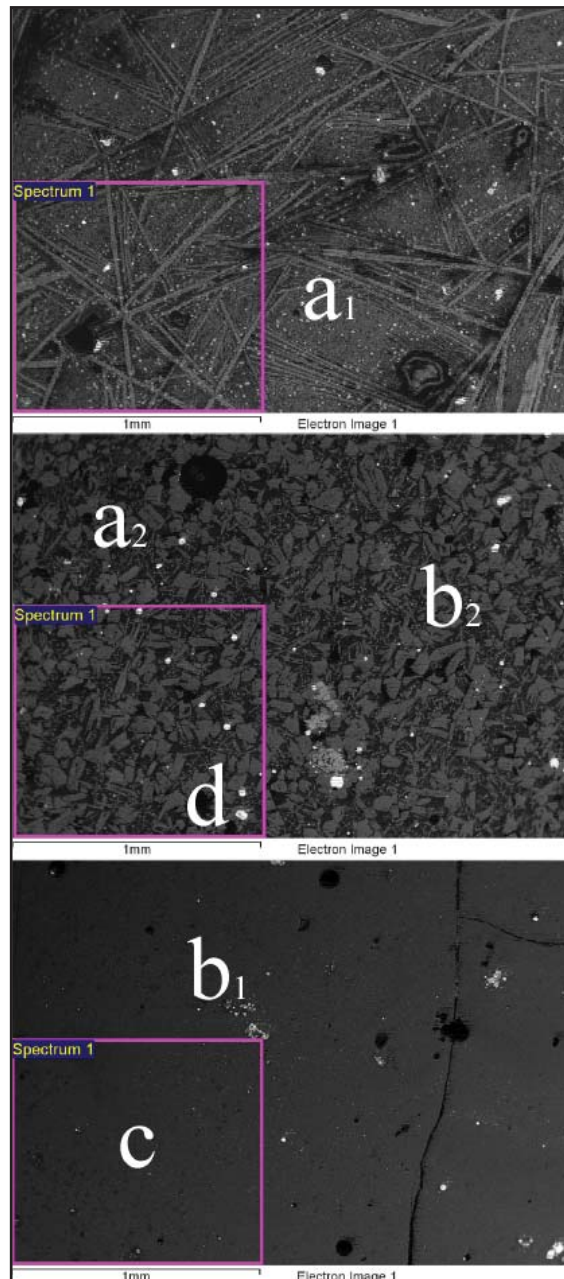 Spectrum 1
a1
1mm Electron Image 1
a2
b2
Spectrum 1
d
1mm Electron Image 1
b1
Spectrum 1
c
1mm Electron Image 1